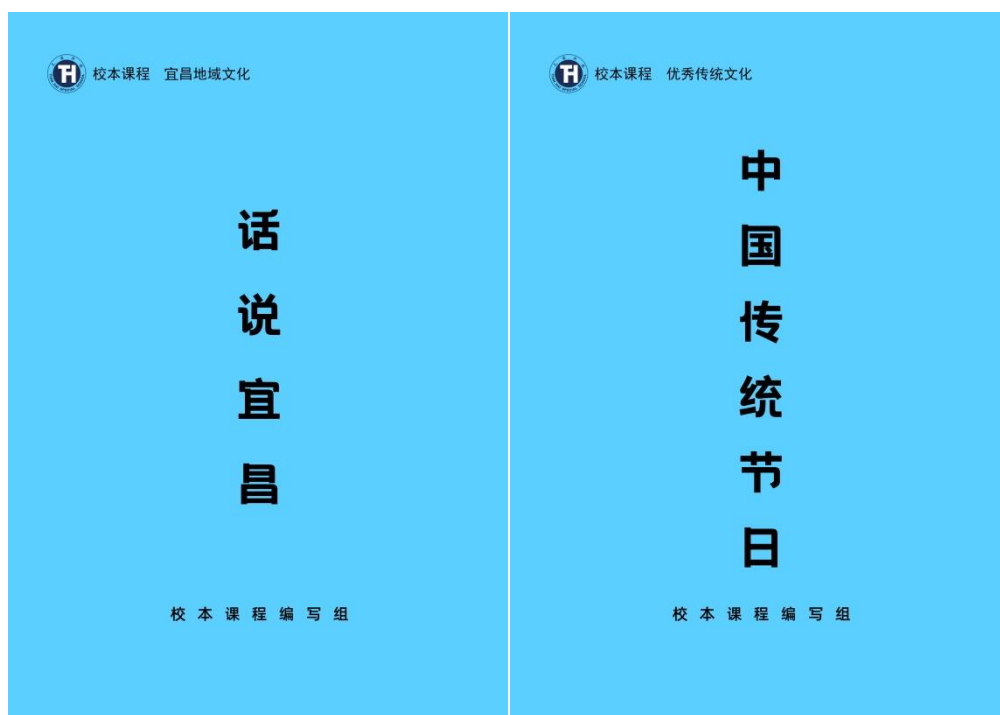 校本课程 宜昌地域文化
话说宜昌
校本课程编写组
校本课程 优秀传统文化
中国传统节日
校本课程编写组